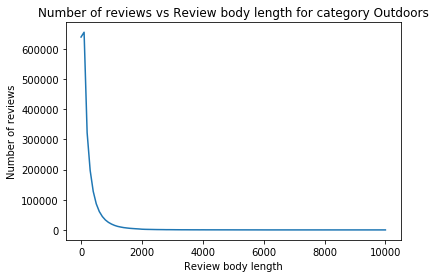 Number of reviews vs Review body length for category Outdoors
600000
500000
400000
300000
200000
100000
0
Number of reviews
0 2000 4000 6000 8000 10000
Review body length